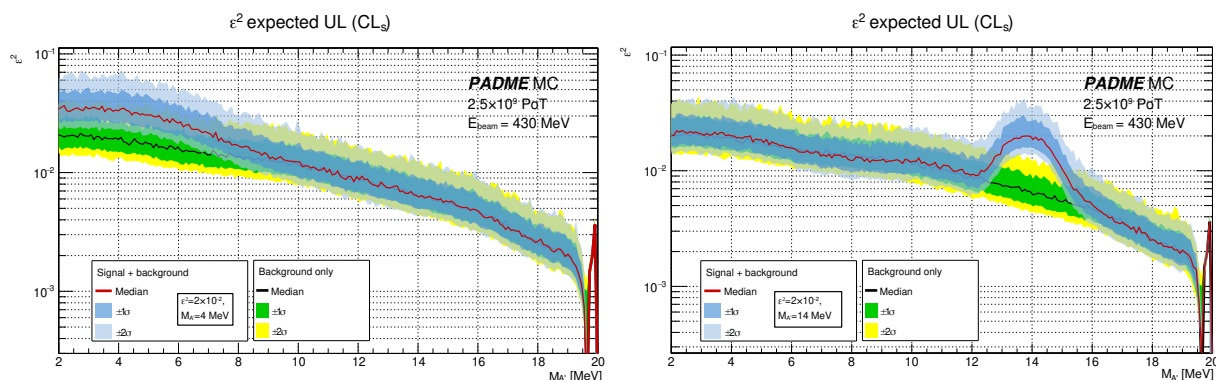 ε² expected UL (CLₛ)
ε²
10⁻¹
10⁻²
10⁻³
PADME MC
2.5×10⁹ PoT
E_beam = 430 MeV
Signal + background
Median
±1σ
±2σ
ε²=2×10⁻²,
M_A'=4 MeV
Background only
Median
±1σ
±2σ
2 4 6 8 10 12 14 16 18 20
M_A' [MeV]
ε² expected UL (CLₛ)
ε²
10⁻¹
10⁻²
10⁻³
PADME MC
2.5×10⁹ PoT
E_beam = 430 MeV
Signal + background
Median
±1σ
±2σ
ε²=2×10⁻²,
M_A'=14 MeV
Background only
Median
±1σ
±2σ
2 4 6 8 10 12 14 16 18 20
M_A' [MeV]